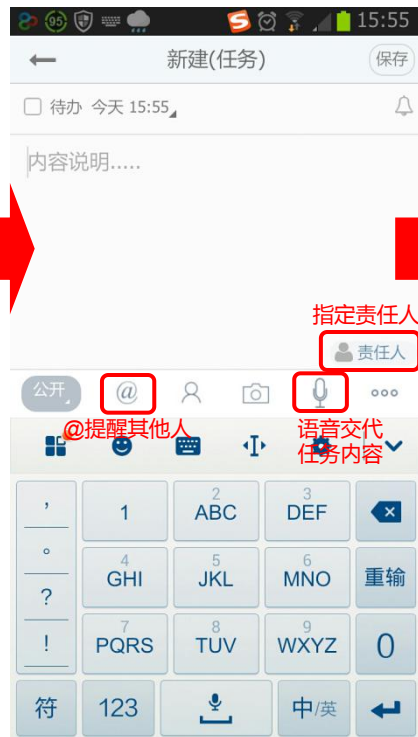 95 15:55
新建(任务) 保存
待办 今天 15:55
内容说明.....
指定责任人
责任人
公开 @
@提醒其他人 语音交代
任务内容
， 1 2 ABC 3 DEF
。 4 GHI 5 JKL 6 MNO 重输
?
! 7 PQRS 8 TUV 9 WXYZ 0
符 123 中/英